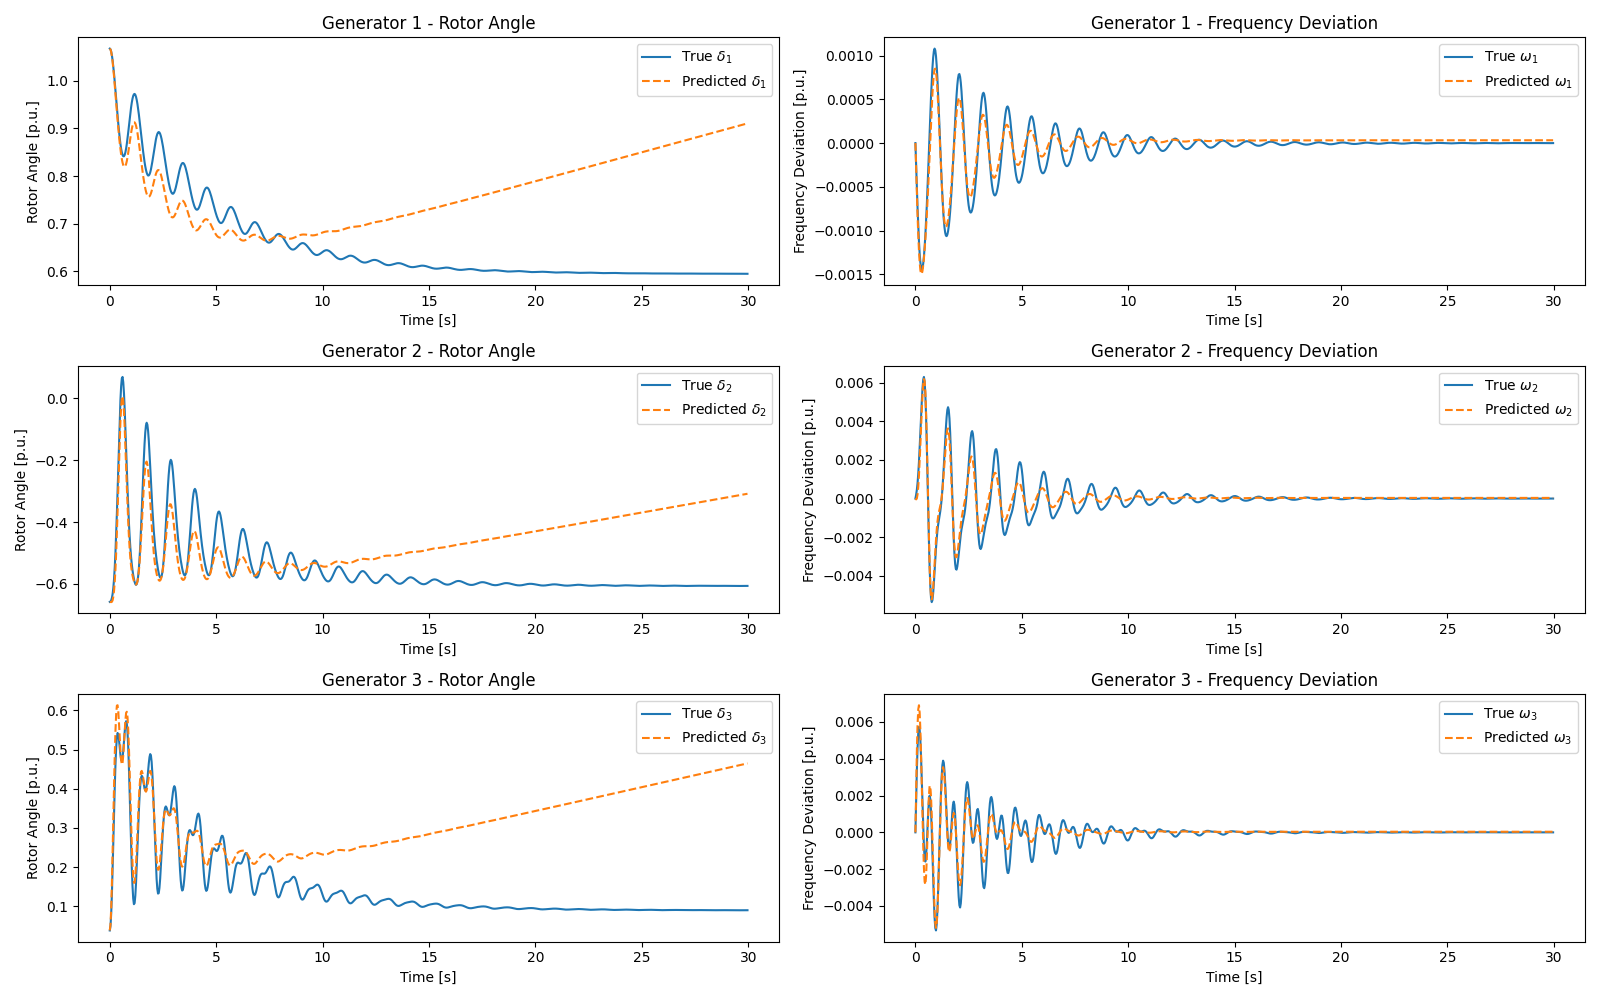 Generator 1 - Rotor Angle
True δ₁
Predicted δ₁
Rotor Angle [p.u.]
1.0
0.9
0.8
0.7
0.6
0 5 10 15 20 25 30
Time [s]
Generator 1 - Frequency Deviation
True ω₁
Predicted ω₁
Frequency Deviation [p.u.]
0.0010
0.0005
0.0000
−0.0005
−0.0010
−0.0015
0 5 10 15 20 25 30
Time [s]
Generator 2 - Rotor Angle
True δ₂
Predicted δ₂
Rotor Angle [p.u.]
0.0
−0.2
−0.4
−0.6
0 5 10 15 20 25 30
Time [s]
Generator 2 - Frequency Deviation
True ω₂
Predicted ω₂
Frequency Deviation [p.u.]
0.006
0.004
0.002
0.000
−0.002
−0.004
0 5 10 15 20 25 30
Time [s]
Generator 3 - Rotor Angle
True δ₃
Predicted δ₃
Rotor Angle [p.u.]
0.6
0.5
0.4
0.3
0.2
0.1
0 5 10 15 20 25 30
Time [s]
Generator 3 - Frequency Deviation
True ω₃
Predicted ω₃
Frequency Deviation [p.u.]
0.006
0.004
0.002
0.000
−0.002
−0.004
0 5 10 15 20 25 30
Time [s]